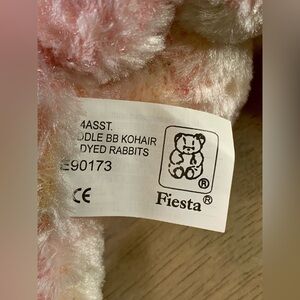 4ASST.
DDLE BB KOHAIR
DYED RABBITS
E90173
CE
®
Fiesta®